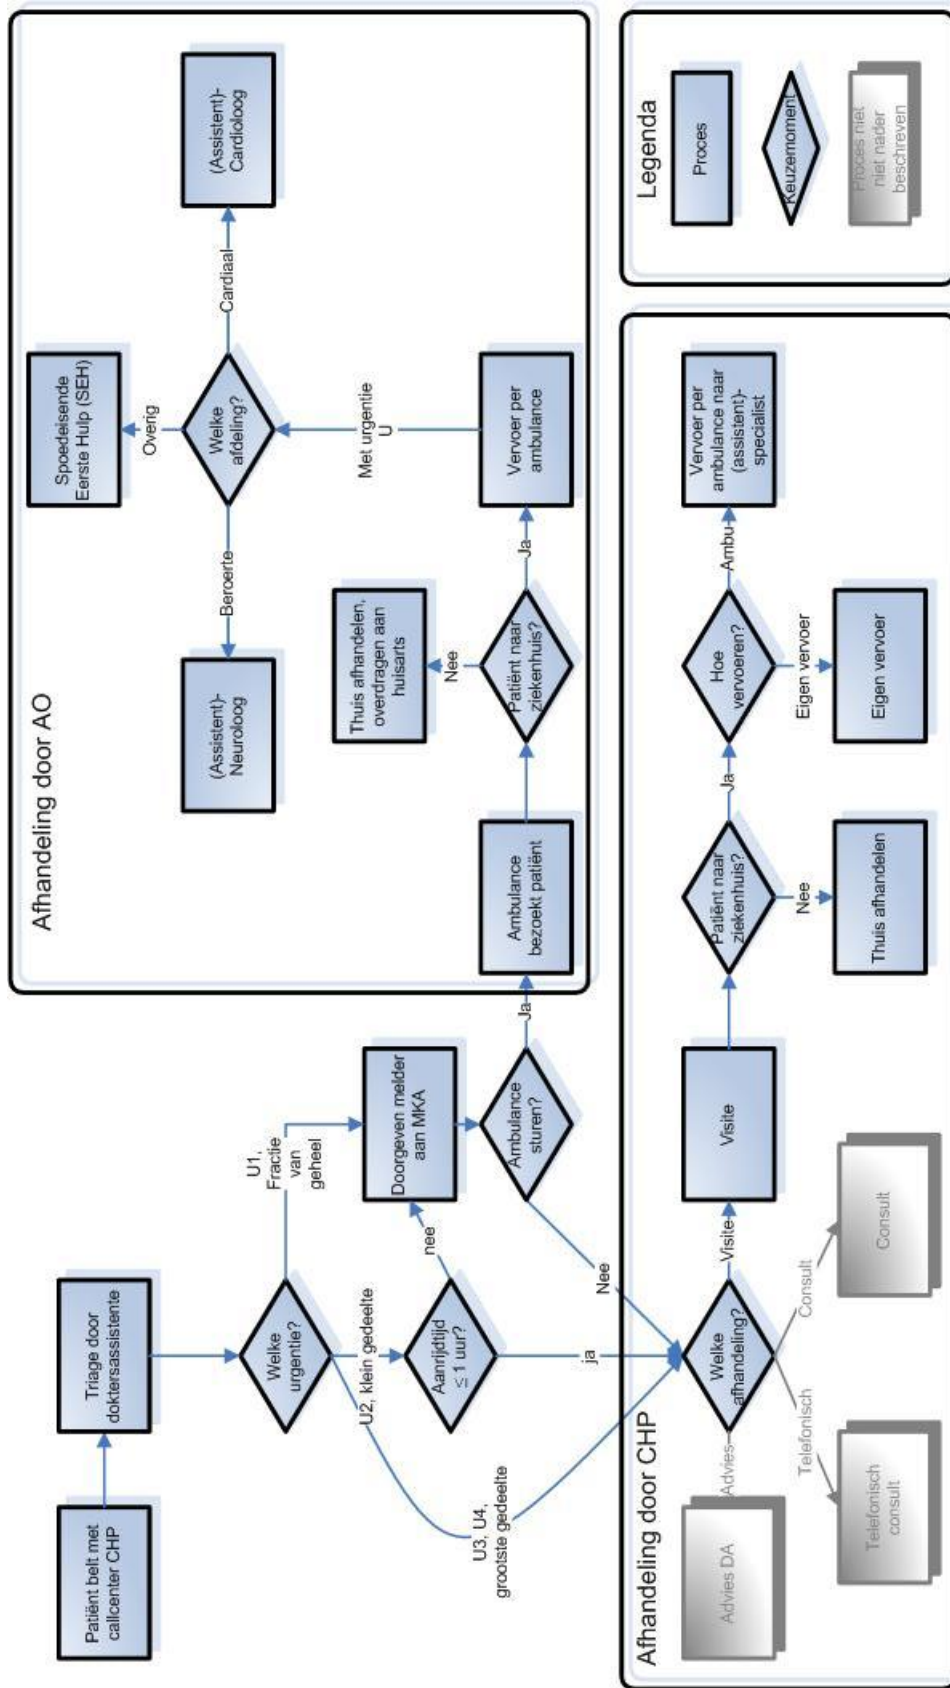 Patiënt belt met
callcenter CHP
Triage door
doktersassistente
Welke
urgentie?
U1,
Fractie
van
geheel
U2, klein gedeelte
U3, U4,
grootste gedeelte
Aanrijdtijd
≤ 1 uur?
nee
ja
Doorgeven melder
aan MKA
Ambulance
sturen?
Ja
Nee
Afhandeling door AO
Ambulance
bezoekt patiënt
Patiënt naar
ziekenhuis?
Nee
Thuis afhandelen,
overdragen aan
huisarts
Ja
Vervoer per
ambulance
Met urgentie
U
Welke
afdeling?
Beroerte
(Assistent)-
Neuroloog
Overig
Spoedeisende
Eerste Hulp (SEH)
Cardiaal
(Assistent)-
Cardioloog
Afhandeling door CHP
Welke
afhandeling?
Advies
Advies DA
Telefonisch
Telefonisch
consult
Consult
Consult
Visite
Visite
Patiënt naar
ziekenhuis?
Nee
Thuis afhandelen
Ja
Hoe
vervoeren?
Eigen vervoer
Eigen vervoer
Ambu
Vervoer per
ambulance naar
(assistent)-
specialist
Legenda
Proces
Keuzemoment
Proces niet
niet nader
beschreven